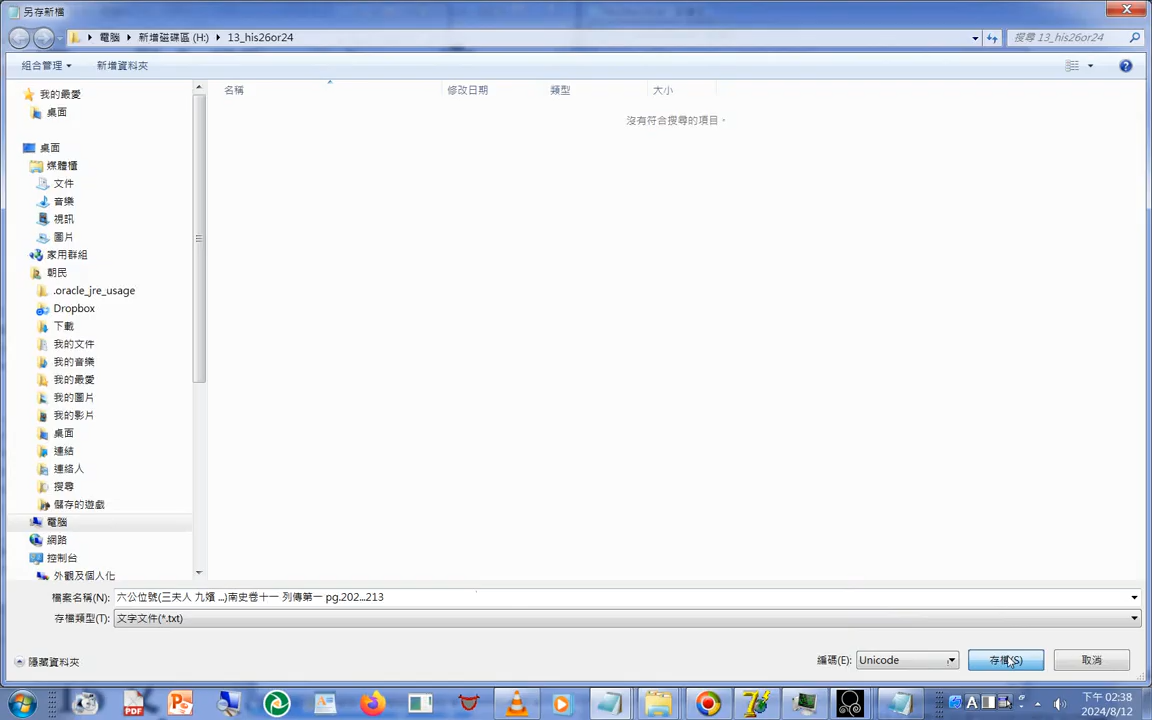 另存新檔
電腦 新增磁碟區 (H:) 13_his26or24
搜尋 13_his26or24
組合管理 新增資料夾
名稱 修改日期 類型 大小
沒有符合搜尋的項目。
我的最愛
桌面
桌面
媒體櫃
文件
音樂
視訊
圖片
家用群組
朝民
.oracle_jre_usage
Dropbox
下載
我的文件
我的音樂
我的最愛
我的圖片
我的影片
桌面
連結
連絡人
搜尋
儲存的遊戲
電腦
網路
控制台
外觀及個人化
檔案名稱(N): 六公位號(三夫人 九嬪 ...)南史卷十一 列傳第一 pg.202...213
存檔類型(T): 文字文件(*.txt)
隱藏資料夾
編碼(E): Unicode 存檔(S) 取消
下午 02:38
2024/8/12